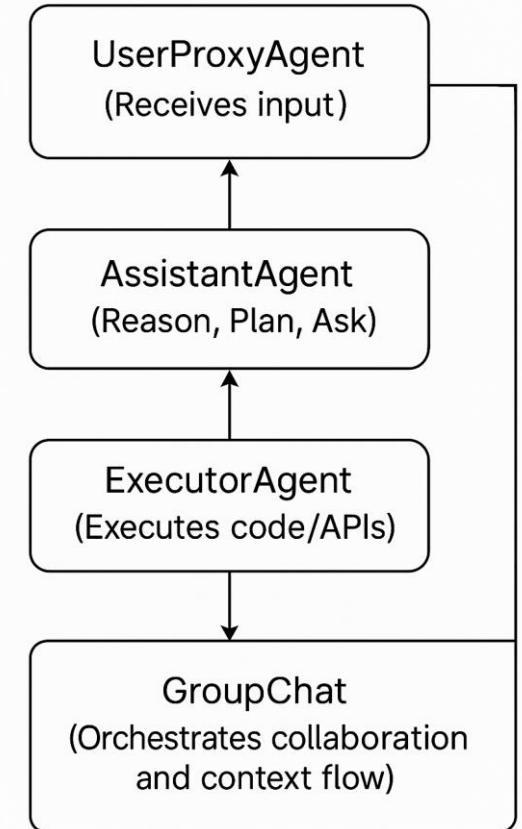 UserProxyAgent
(Receives input)
AssistantAgent
(Reason, Plan, Ask)
ExecutorAgent
(Executes code/APIs)
GroupChat
(Orchestrates collaboration
and context flow)